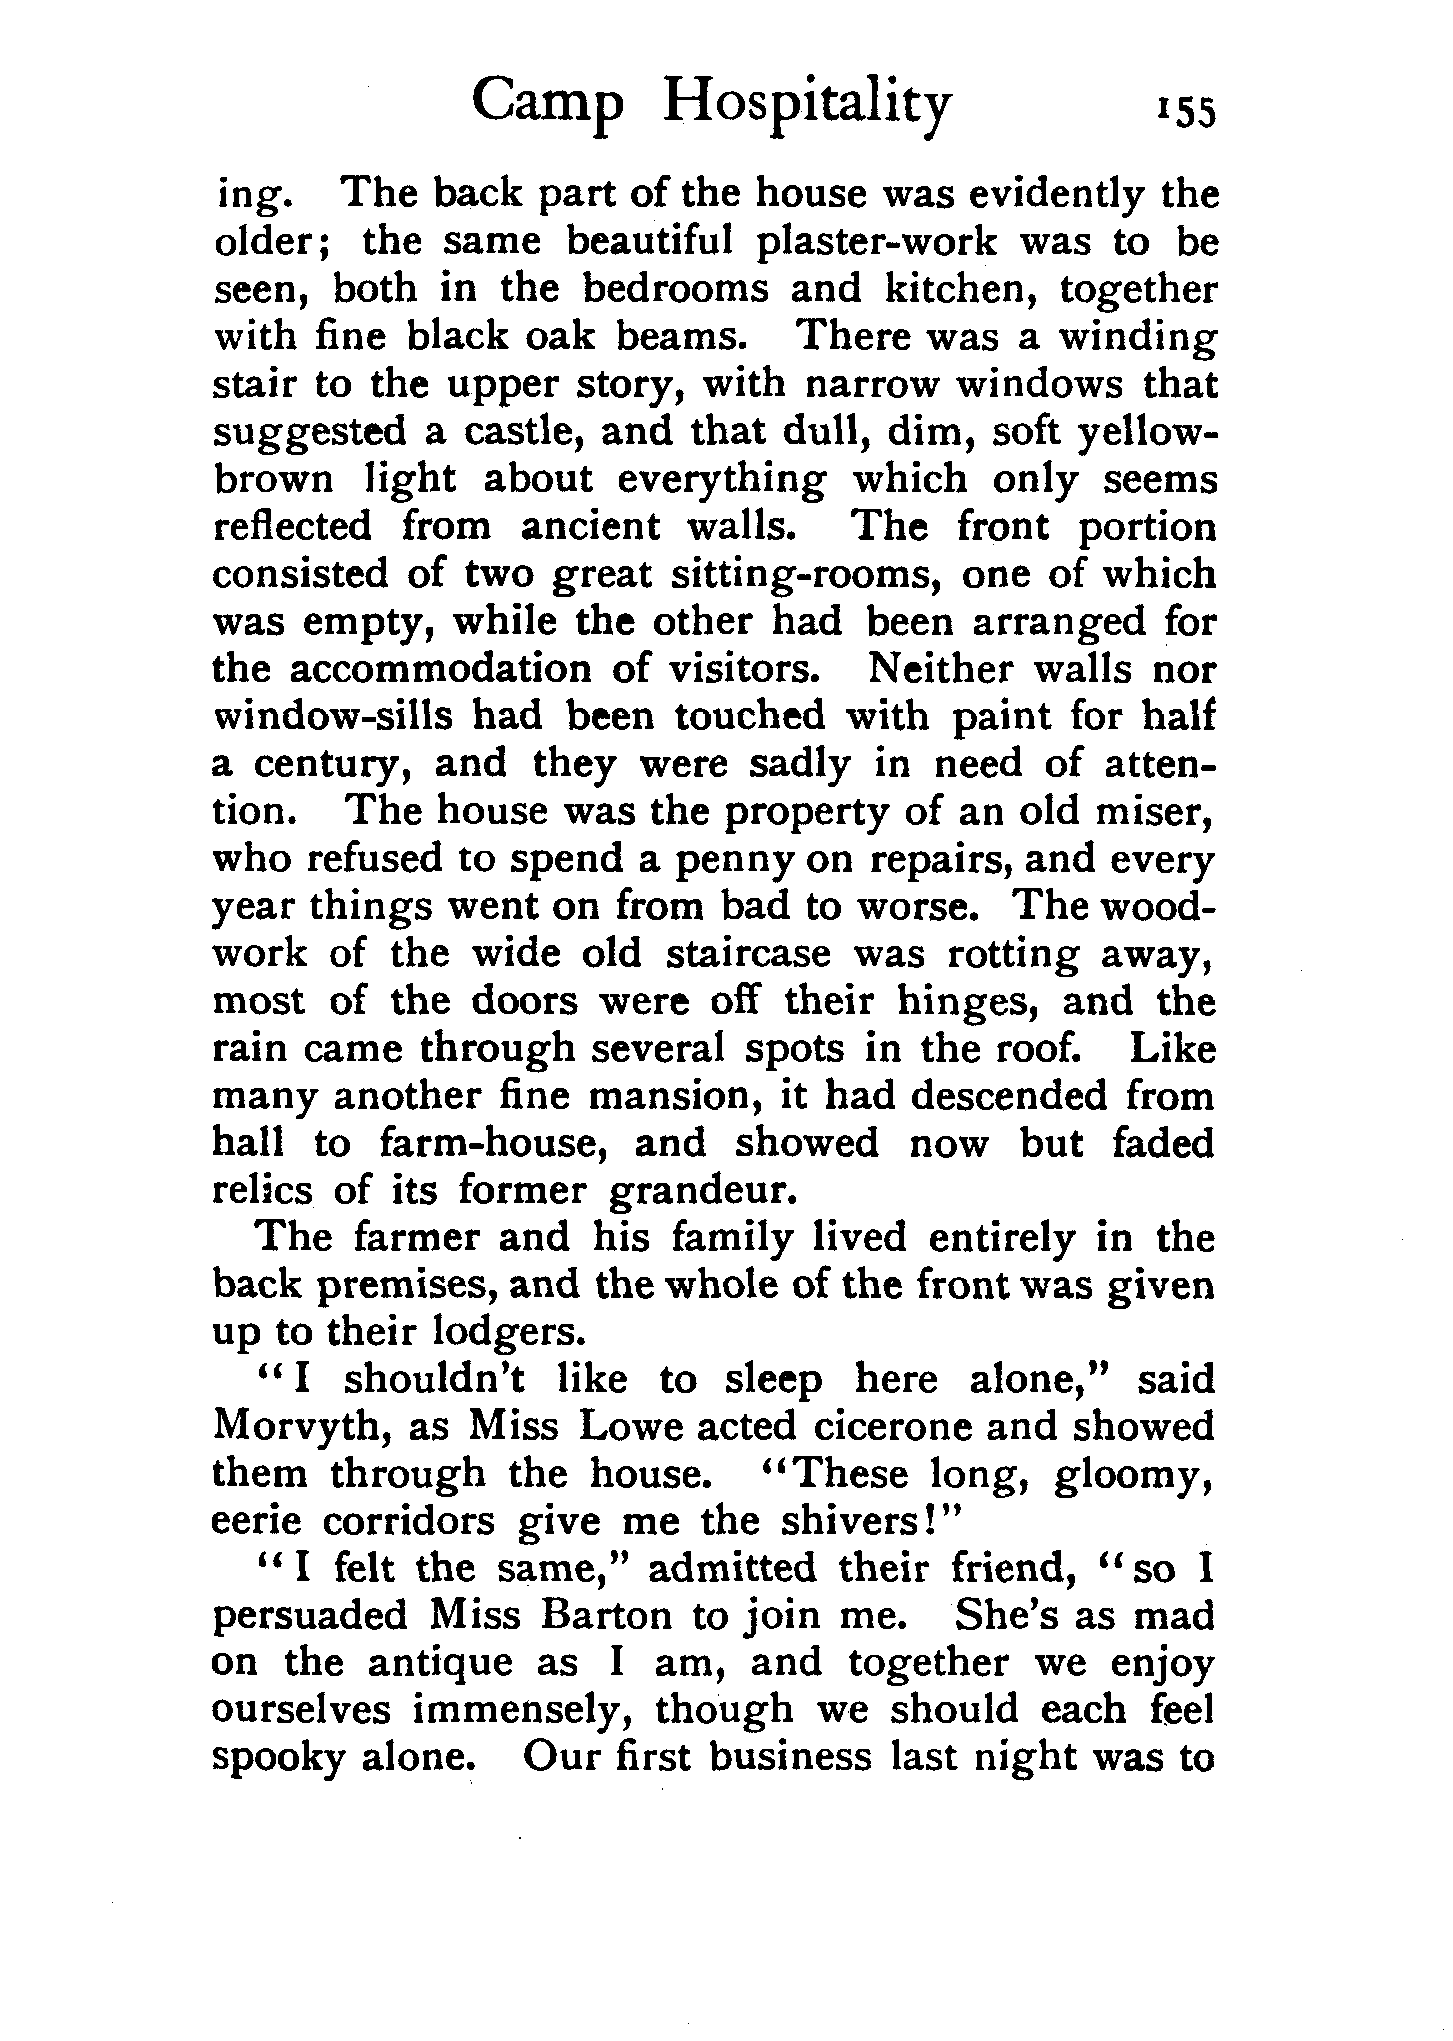 Camp Hospitality 155
ing. The back part of the house was evidently the
older; the same beautiful plaster-work was to be
seen, both in the bedrooms and kitchen, together
with fine black oak beams. There was a winding
stair to the upper story, with narrow windows that
suggested a castle, and that dull, dim, soft yellow-
brown light about everything which only seems
reflected from ancient walls. The front portion
consisted of two great sitting-rooms, one of which
was empty, while the other had been arranged for
the accommodation of visitors. Neither walls nor
window-sills had been touched with paint for half
a century, and they were sadly in need of atten-
tion. The house was the property of an old miser,
who refused to spend a penny on repairs, and every
year things went on from bad to worse. The wood-
work of the wide old staircase was rotting away,
most of the doors were off their hinges, and the
rain came through several spots in the roof. Like
many another fine mansion, it had descended from
hall to farm-house, and showed now but faded
relics of its former grandeur.
The farmer and his family lived entirely in the
back premises, and the whole of the front was given
up to their lodgers.
"I shouldn't like to sleep here alone," said
Morvyth, as Miss Lowe acted cicerone and showed
them through the house. "These long, gloomy,
eerie corridors give me the shivers!"
"I felt the same," admitted their friend, "so I
persuaded Miss Barton to join me. She's as mad
on the antique as I am, and together we enjoy
ourselves immensely, though we should each feel
spooky alone. Our first business last night was to